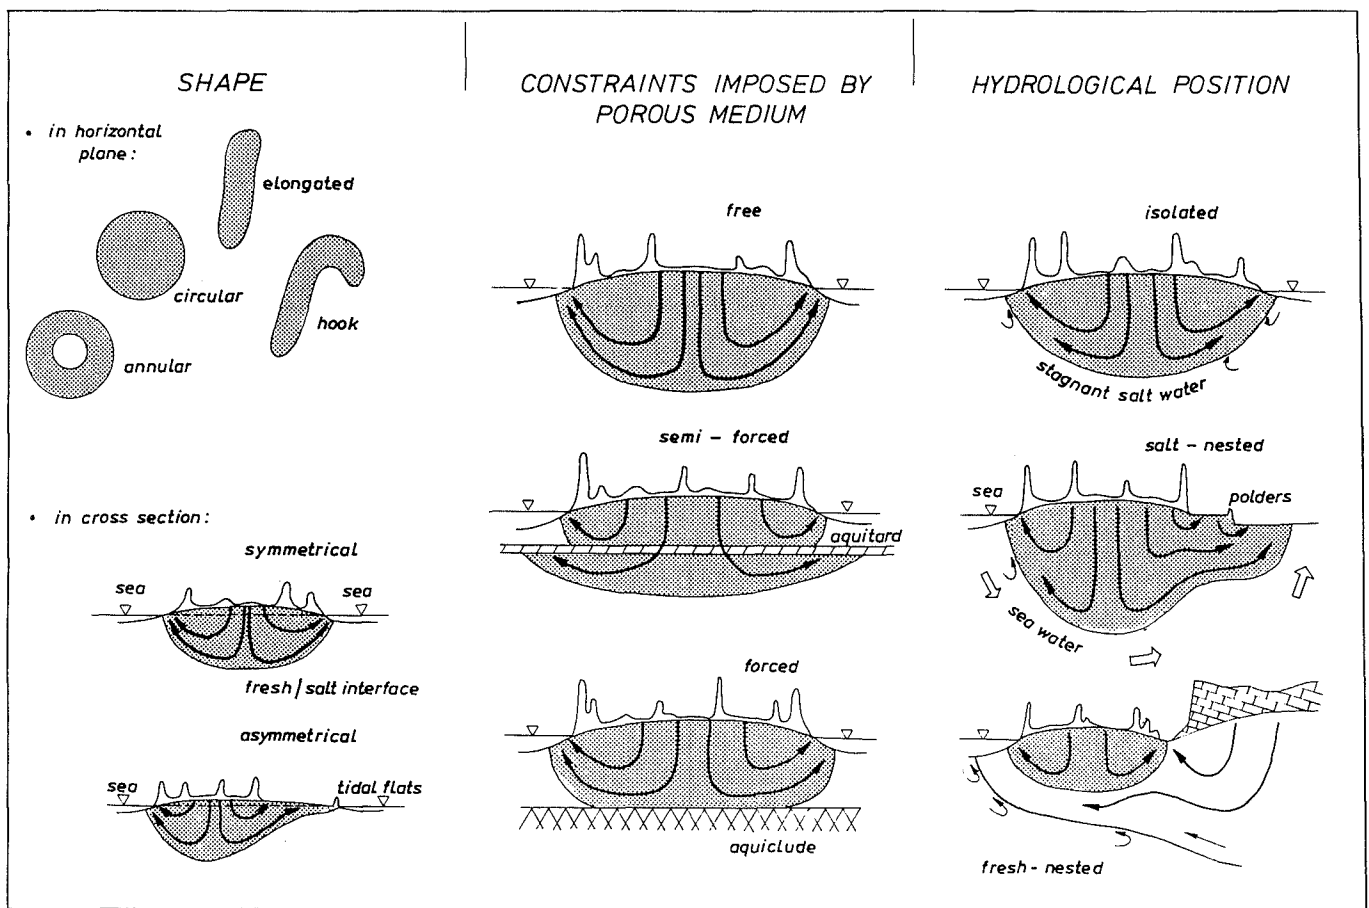 SHAPE
• in horizontal
plane :
elongated
circular
hook
annular
• in cross section :
symmetrical
sea
sea
fresh / salt interface
asymmetrical
sea
tidal flats
CONSTRAINTS IMPOSED BY
POROUS MEDIUM
free
semi - forced
aquitard
forced
aquiclude
HYDROLOGICAL POSITION
isolated
stagnant salt water
salt - nested
sea
polders
sea water
fresh - nested